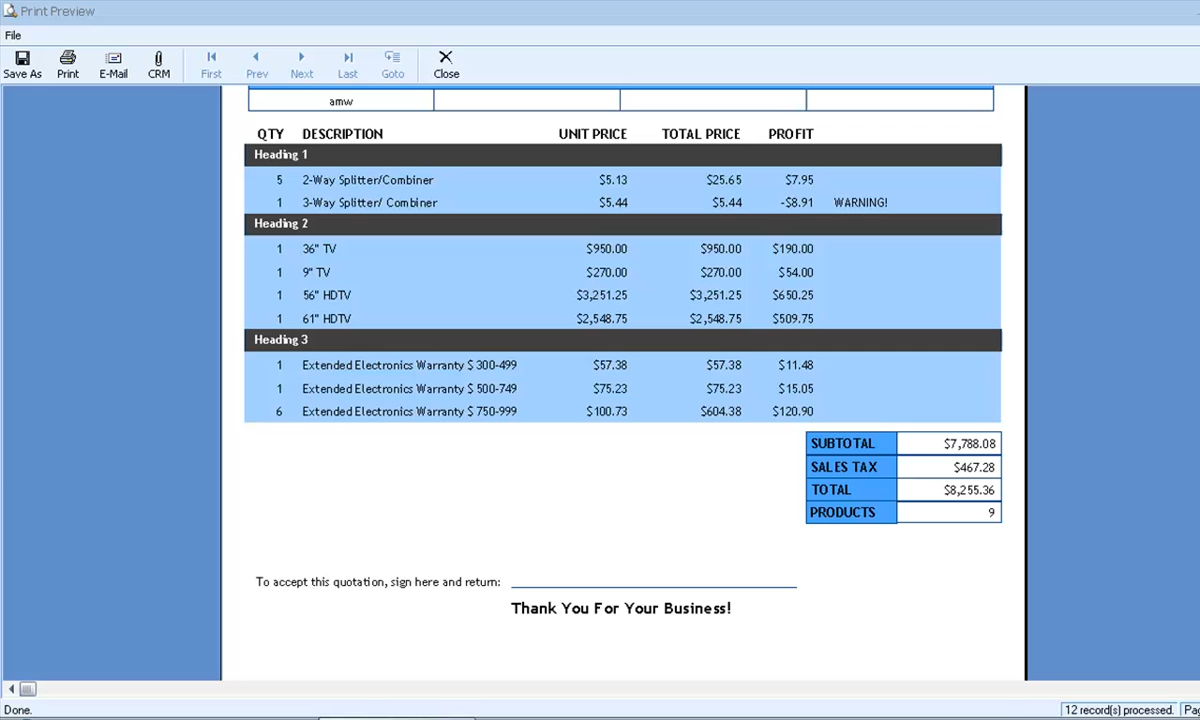 Print Preview
File
Save As Print E-Mail CRM First Prev Next Last Goto Close
amw
QTY DESCRIPTION UNIT PRICE TOTAL PRICE PROFIT
Heading 1
5 2-Way Splitter/Combiner $5.13 $25.65 $7.95
1 3-Way Splitter/ Combiner $5.44 $5.44 -$8.91 WARNING!
Heading 2
1 36" TV $950.00 $950.00 $190.00
1 9" TV $270.00 $270.00 $54.00
1 56" HDTV $3,251.25 $3,251.25 $650.25
1 61" HDTV $2,548.75 $2,548.75 $509.75
Heading 3
1 Extended Electronics Warranty $ 300-499 $57.38 $57.38 $11.48
1 Extended Electronics Warranty $ 500-749 $75.23 $75.23 $15.05
6 Extended Electronics Warranty $ 750-999 $100.73 $604.38 $120.90
SUBTOTAL $7,788.08
SALES TAX $467.28
TOTAL $8,255.36
PRODUCTS 9
To accept this quotation, sign here and return:
Thank You For Your Business!
Done. 12 record(s) processed. Pa